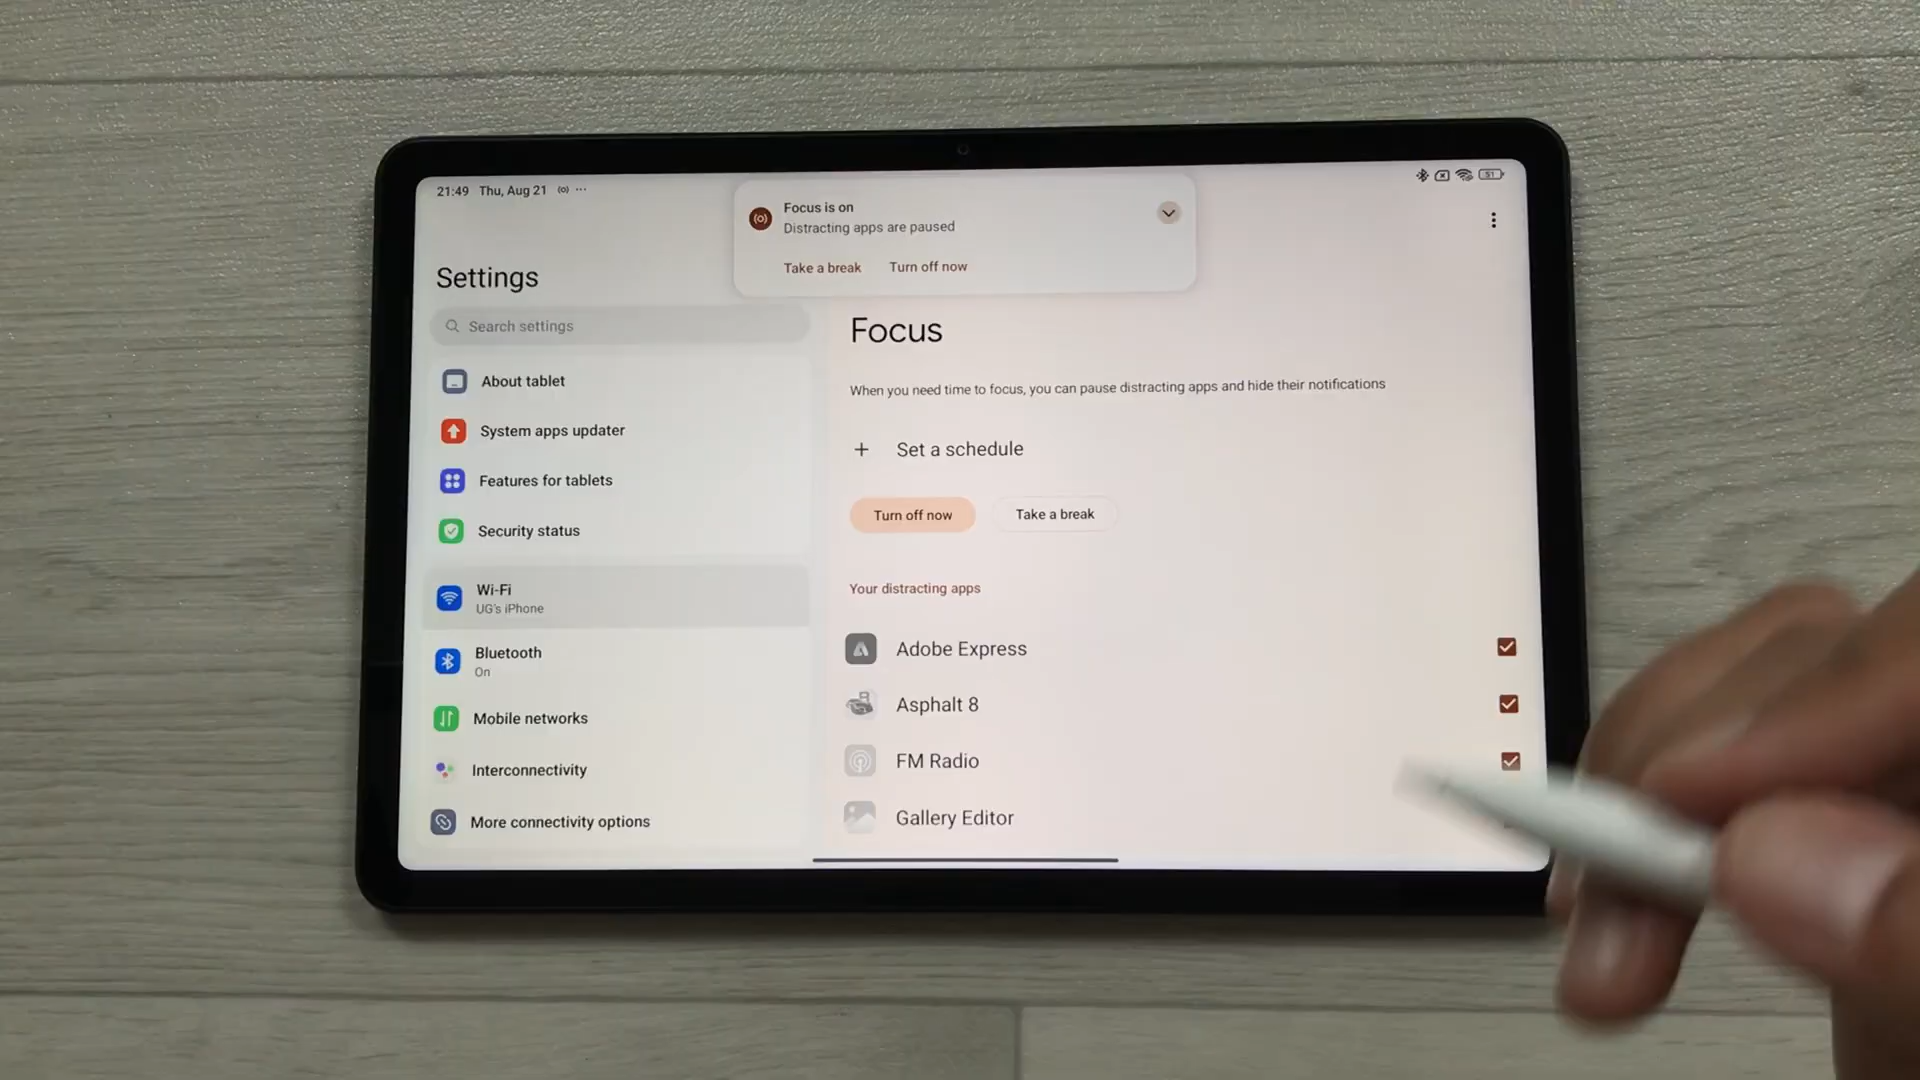 21:49 Thu, Aug 21
51
Focus is on
Distracting apps are paused
Take a break Turn off now
Settings
Search settings
About tablet
System apps updater
Features for tablets
Security status
Wi-Fi
UG's iPhone
Bluetooth
On
Mobile networks
Interconnectivity
More connectivity options
Focus
When you need time to focus, you can pause distracting apps and hide their notifications
Set a schedule
Turn off now Take a break
Your distracting apps
Adobe Express
Asphalt 8
FM Radio
Gallery Editor